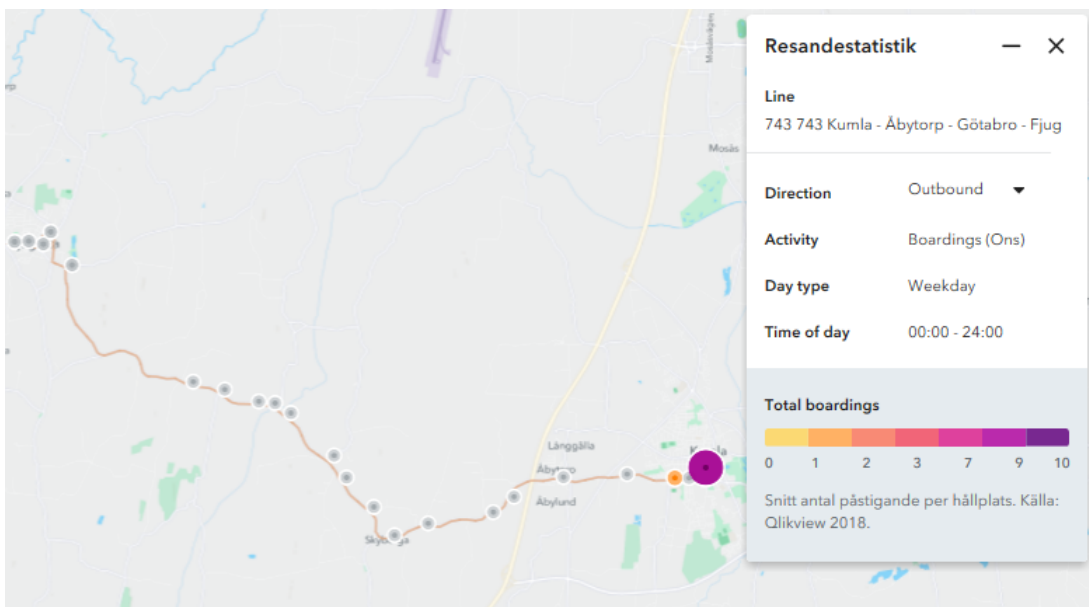 Resandestatistik
Line
743 743 Kumla - Åbytorp - Götabro - Fjug
Direction
Outbound
Activity
Boardings (Ons)
Day type
Weekday
Time of day
00:00 - 24:00
Total boardings
0 1 2 3 7 9 10
Snitt antal påstigande per hållplats. Källa:
Qlikview 2018.
Mosås
Långgälla
Åbylund